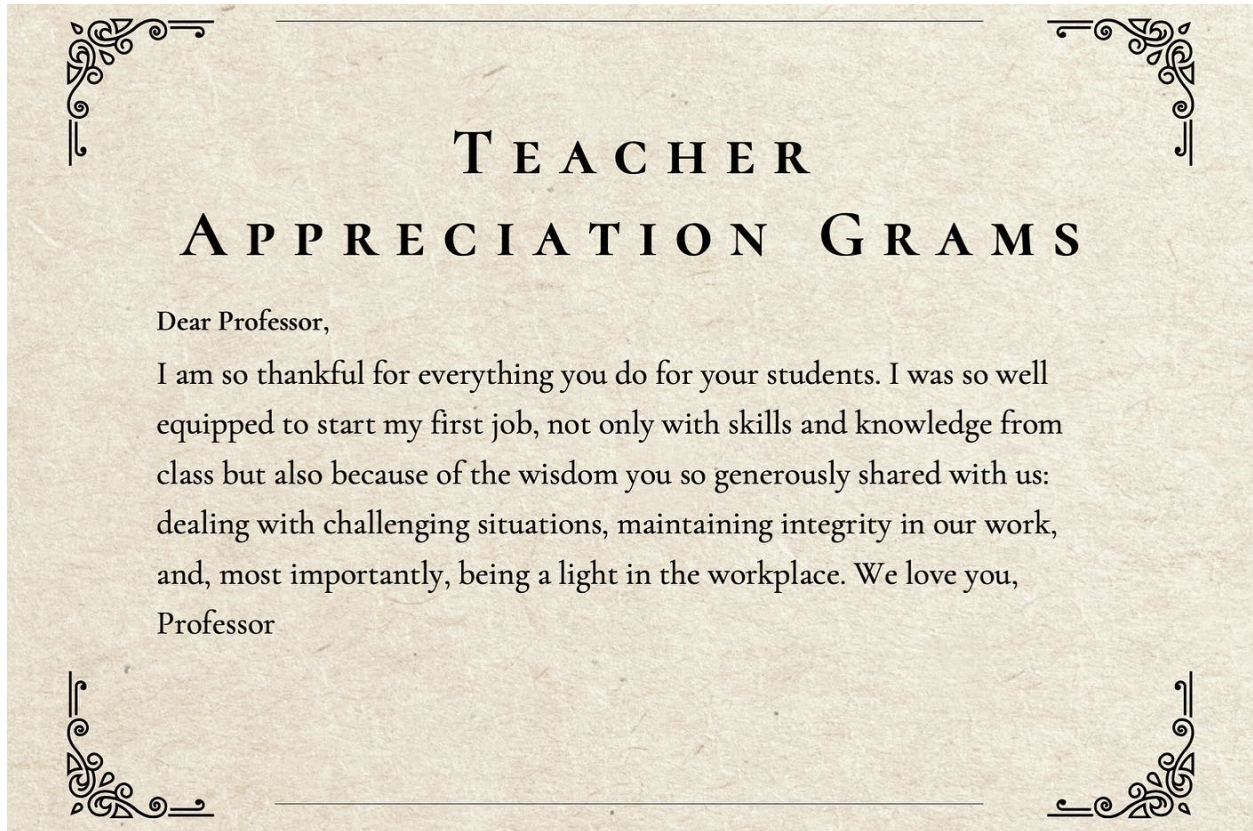 Teacher
Appreciation Grams
Dear Professor,
I am so thankful for everything you do for your students. I was so well
equipped to start my first job, not only with skills and knowledge from
class but also because of the wisdom you so generously shared with us:
dealing with challenging situations, maintaining integrity in our work,
and, most importantly, being a light in the workplace. We love you,
Professor